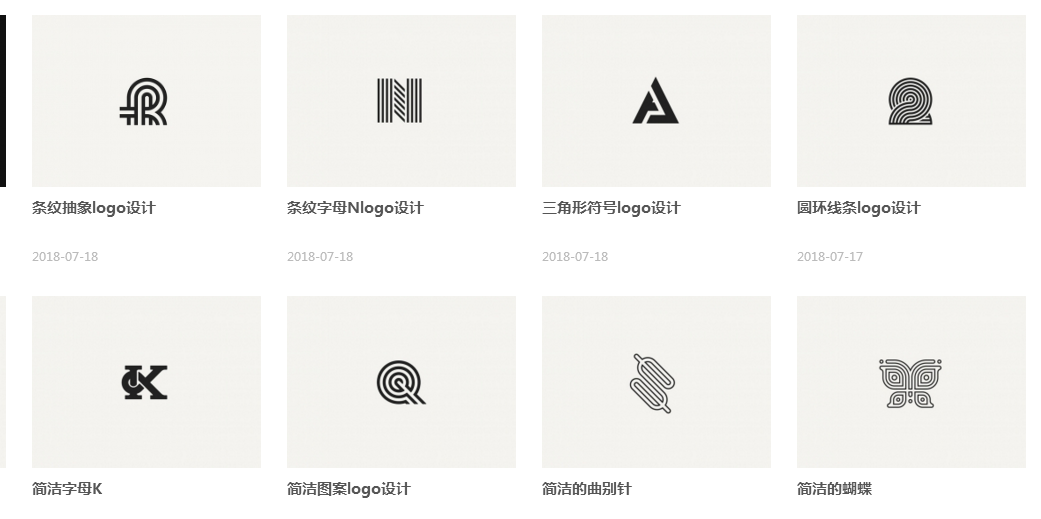 条纹抽象logo设计
条纹字母Nlogo设计
三角形符号logo设计
圆环线条logo设计
2018-07-18
2018-07-18
2018-07-18
2018-07-17
简洁字母K
简洁图案logo设计
简洁的曲别针
简洁的蝴蝶